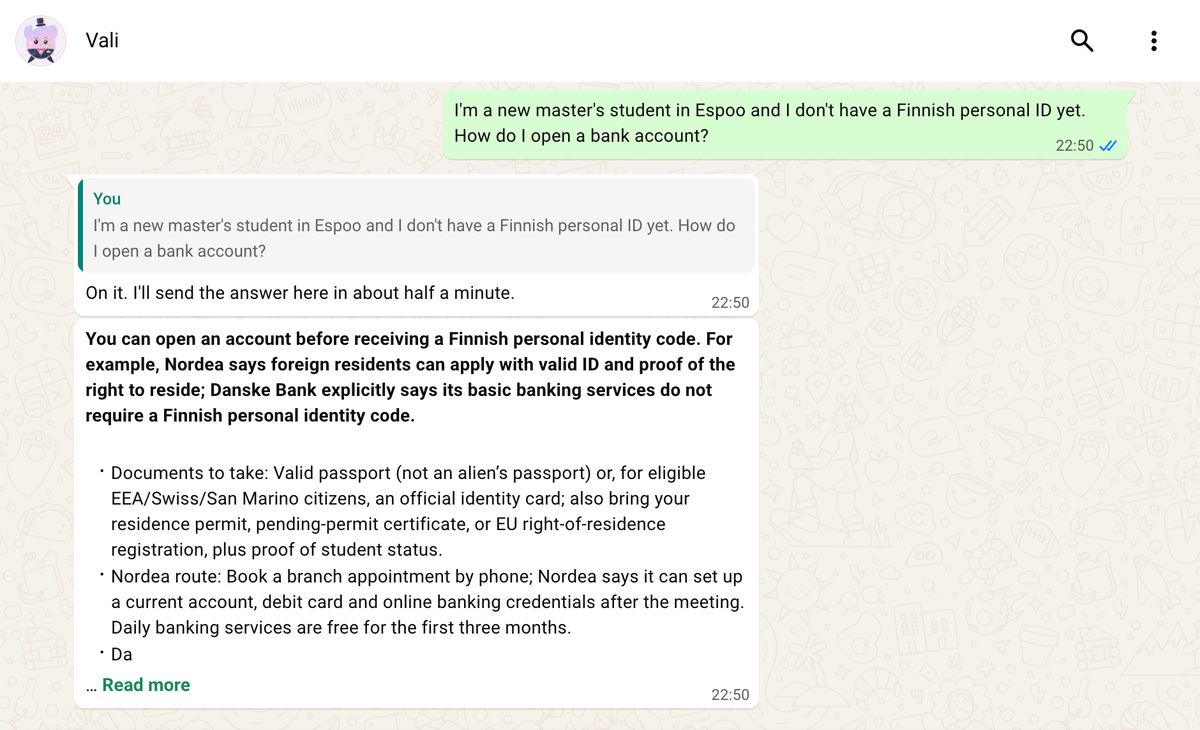 Vali
I'm a new master's student in Espoo and I don't have a Finnish personal ID yet.
How do I open a bank account?
22:50
You
I'm a new master's student in Espoo and I don't have a Finnish personal ID yet. How do
I open a bank account?
On it. I'll send the answer here in about half a minute.
22:50
You can open an account before receiving a Finnish personal identity code. For
example, Nordea says foreign residents can apply with valid ID and proof of the
right to reside; Danske Bank explicitly says its basic banking services do not
require a Finnish personal identity code.
· Documents to take: Valid passport (not an alien’s passport) or, for eligible
EEA/Swiss/San Marino citizens, an official identity card; also bring your
residence permit, pending-permit certificate, or EU right-of-residence
registration, plus proof of student status.
· Nordea route: Book a branch appointment by phone; Nordea says it can set up
a current account, debit card and online banking credentials after the meeting.
Daily banking services are free for the first three months.
· Da
... Read more
22:50